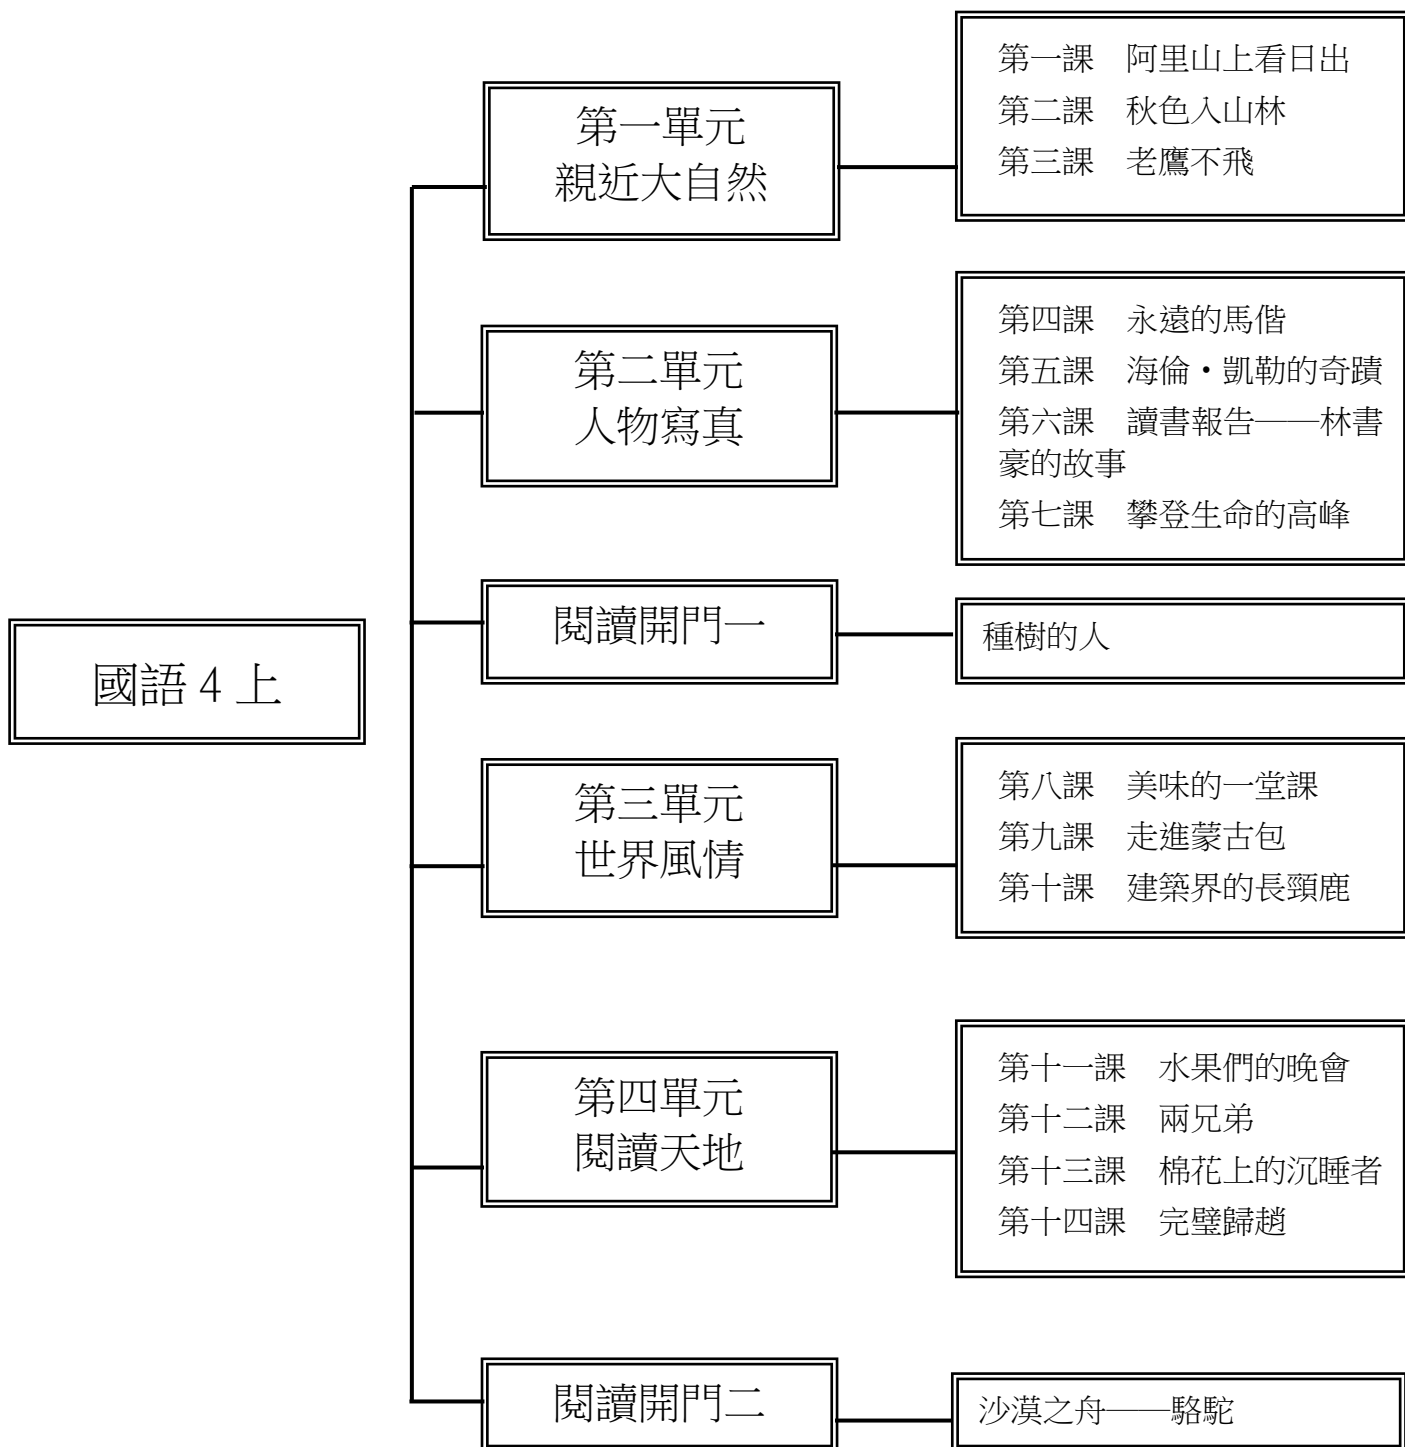 國語 4 上
第一單元
親近大自然
第一課　阿里山上看日出
第二課　秋色入山林
第三課　老鷹不飛
第二單元
人物寫真
第四課　永遠的馬偕
第五課　海倫‧凱勒的奇蹟
第六課　讀書報告──林書
豪的故事
第七課　攀登生命的高峰
閱讀開門一
種樹的人
第三單元
世界風情
第八課　美味的一堂課
第九課　走進蒙古包
第十課　建築界的長頸鹿
第四單元
閱讀天地
第十一課　水果們的晚會
第十二課　兩兄弟
第十三課　棉花上的沉睡者
第十四課　完璧歸趙
閱讀開門二
沙漠之舟──駱駝